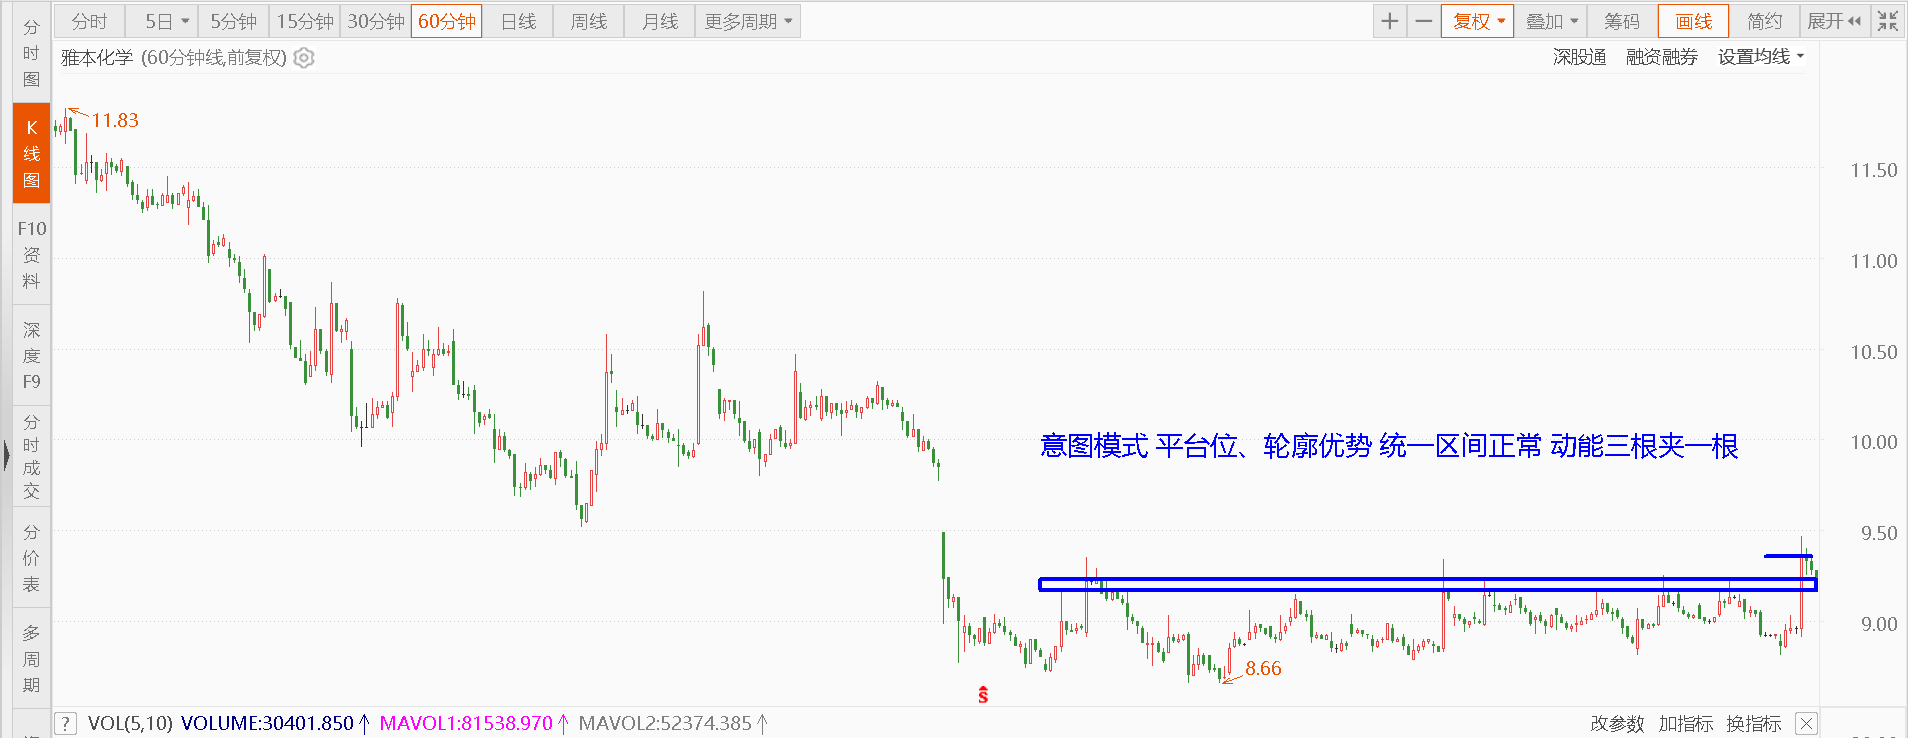 分时 5日 5分钟 15分钟 30分钟 60分钟 日线 周线 月线 更多周期 复权 叠加 筹码 画线 简约 展开
雅本化学 (60分钟线,前复权) 深股通 融资融券 设置均线
分时图
K线图
F10资料
深度F9
分时成交
分价表
多周期
11.83
11.50
11.00
10.50
意图模式 平台位、轮廓优势 统一区间正常 动能三根夹一根
10.00
9.50
9.00
8.66
S
? VOL(5,10) VOLUME:30401.850↑ MAVOL1:81538.970↑ MAVOL2:52374.385↑ 改参数 加指标 换指标